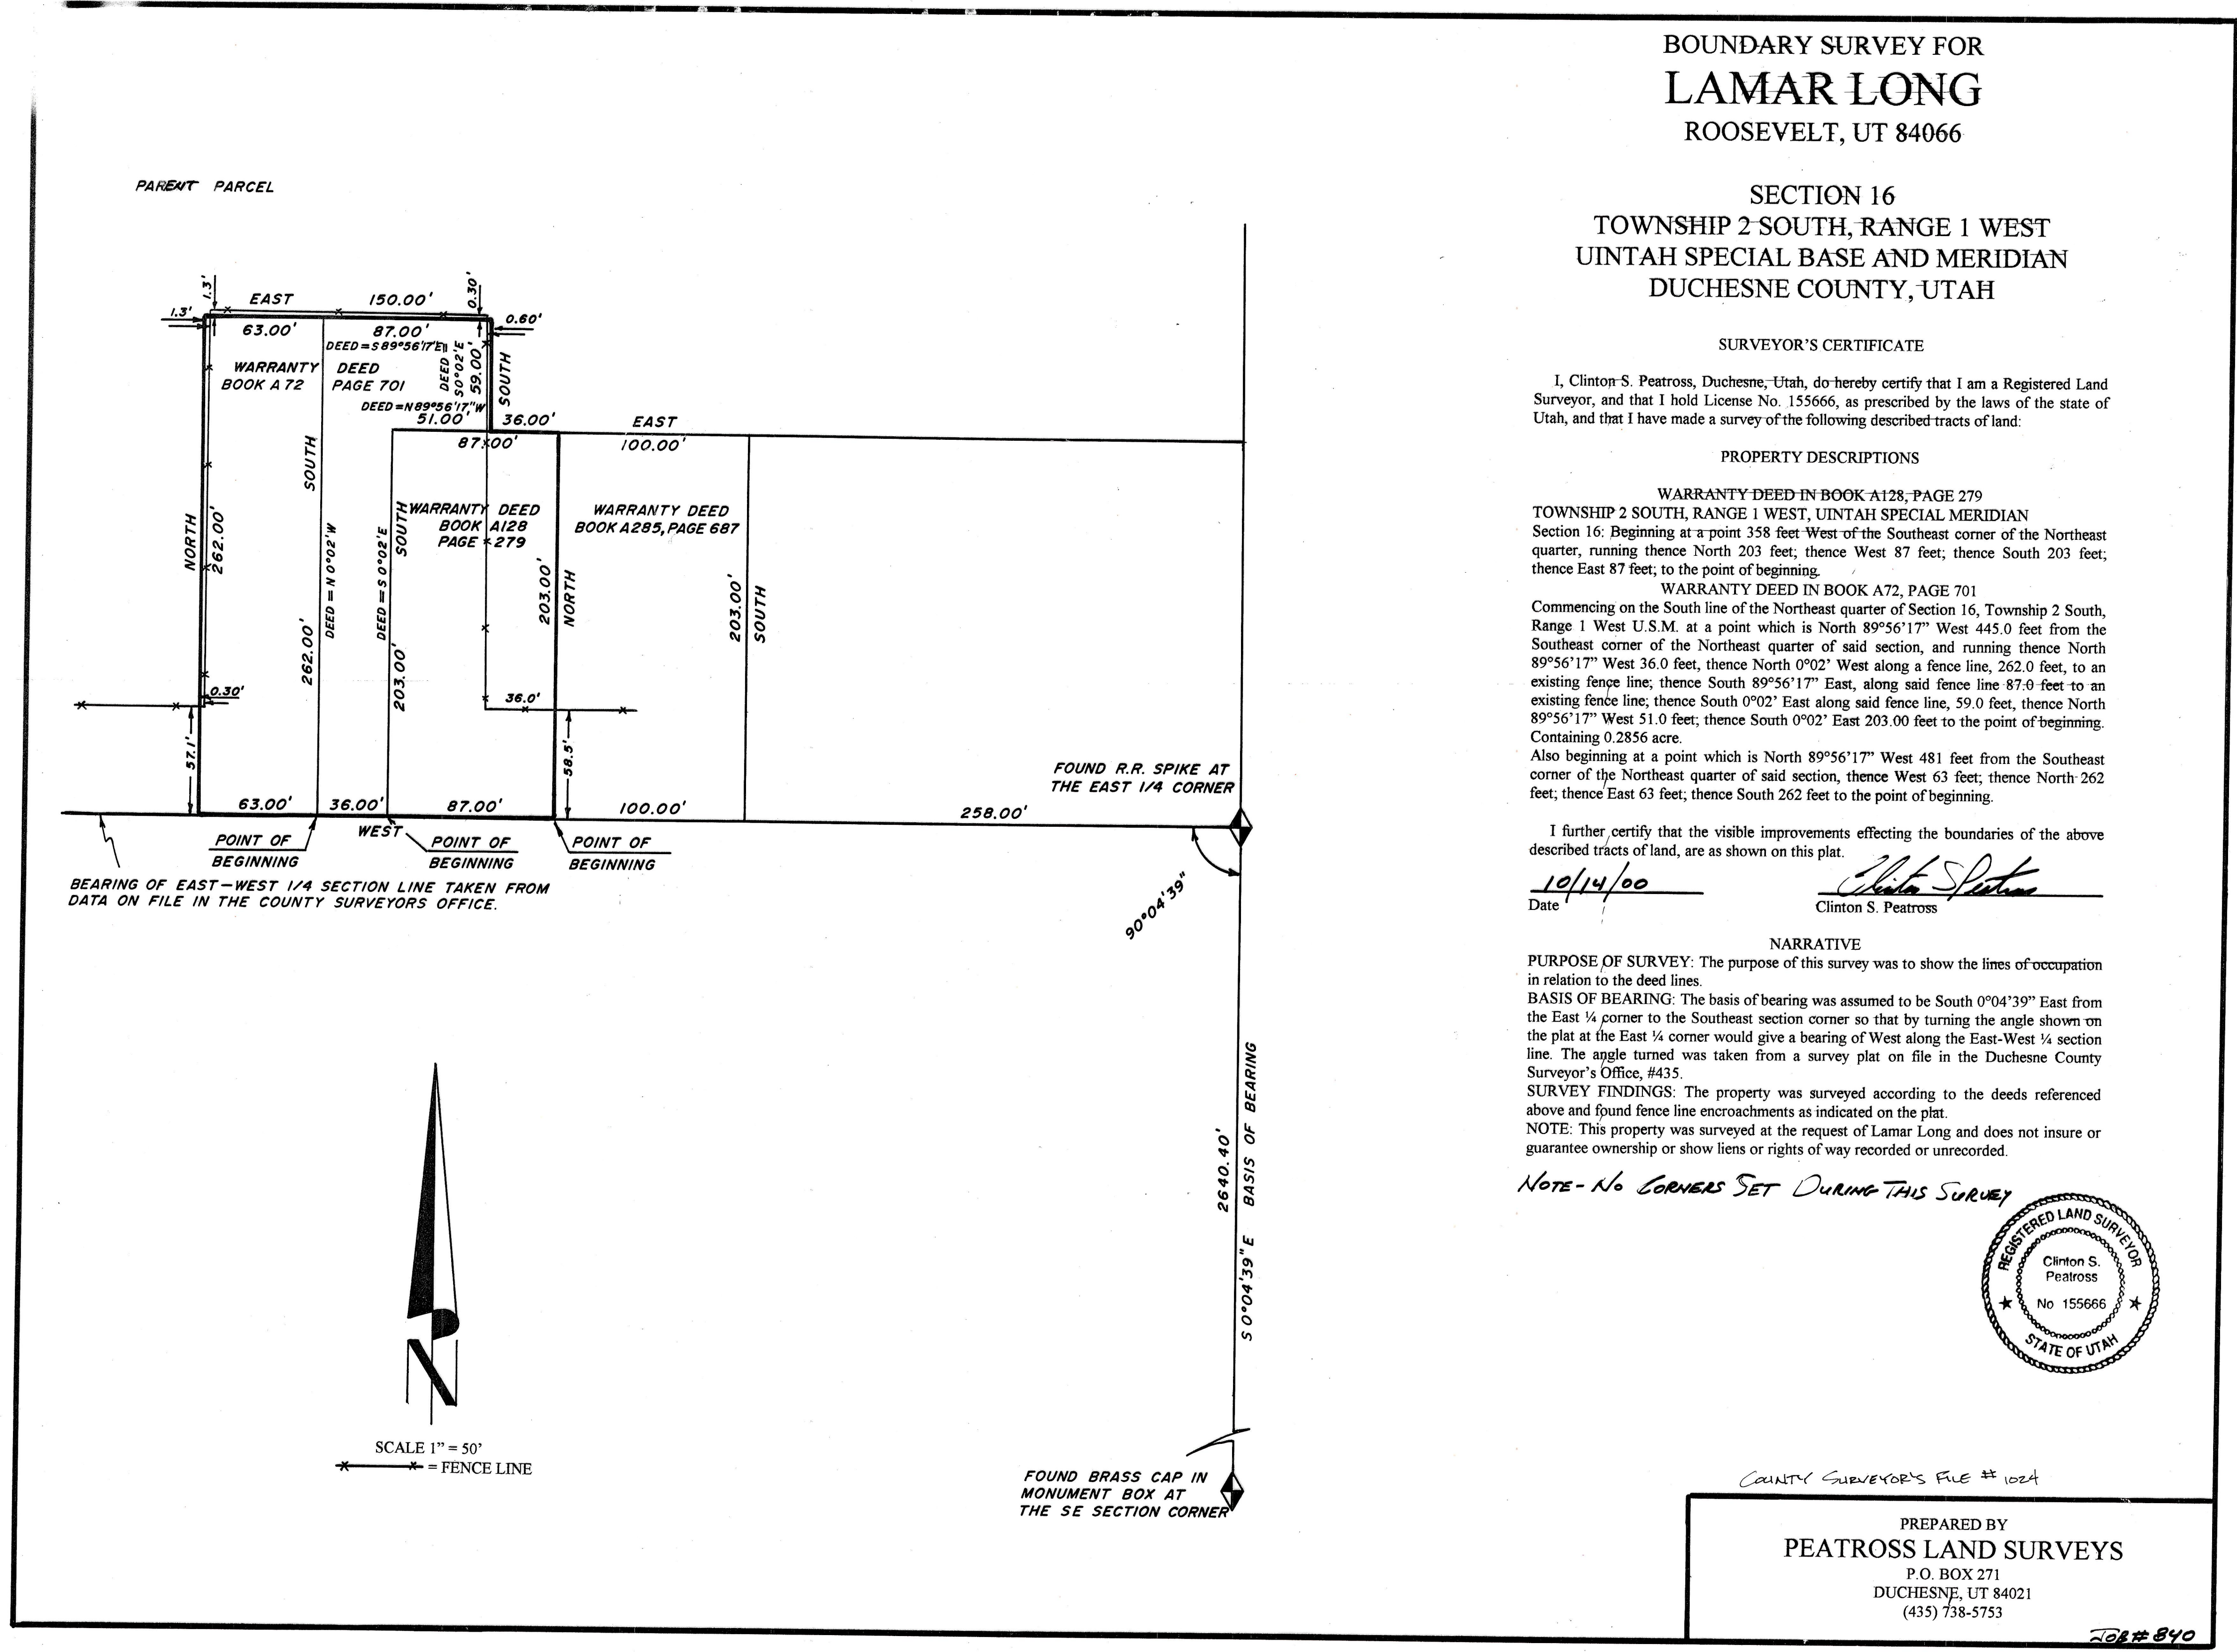 BOUNDARY SURVEY FOR
LAMAR LONG
ROOSEVELT, UT 84066
SECTION 16
TOWNSHIP 2 SOUTH, RANGE 1 WEST
UINTAH SPECIAL BASE AND MERIDIAN
DUCHESNE COUNTY, UTAH
SURVEYOR'S CERTIFICATE
I, Clinton S. Peatross, Duchesne, Utah, do hereby certify that I am a Registered Land
Surveyor, and that I hold License No. 155666, as prescribed by the laws of the state of
Utah, and that I have made a survey of the following described tracts of land:
PROPERTY DESCRIPTIONS
WARRANTY DEED IN BOOK A128, PAGE 279
TOWNSHIP 2 SOUTH, RANGE 1 WEST, UINTAH SPECIAL MERIDIAN
Section 16: Beginning at a point 358 feet West of the Southeast corner of the Northeast
quarter, running thence North 203 feet; thence West 87 feet; thence South 203 feet;
thence East 87 feet; to the point of beginning.
WARRANTY DEED IN BOOK A72, PAGE 701
Commencing on the South line of the Northeast quarter of Section 16, Township 2 South,
Range 1 West U.S.M. at a point which is North 89°56'17" West 445.0 feet from the
Southeast corner of the Northeast quarter of said section, and running thence North
89°56'17" West 36.0 feet, thence North 0°02' West along a fence line, 262.0 feet, to an
existing fence line; thence South 89°56'17" East, along said fence line 87.0 feet to an
existing fence line; thence South 0°02' East along said fence line, 59.0 feet, thence North
89°56'17" West 51.0 feet; thence South 0°02' East 203.00 feet to the point of beginning.
Containing 0.2856 acre.
Also beginning at a point which is North 89°56'17" West 481 feet from the Southeast
corner of the Northeast quarter of said section, thence West 63 feet; thence North 262
feet; thence East 63 feet; thence South 262 feet to the point of beginning.
I further certify that the visible improvements effecting the boundaries of the above
described tracts of land, are as shown on this plat.
10/14/00
Clinton S Peatross
Date
Clinton S. Peatross
NARRATIVE
PURPOSE OF SURVEY: The purpose of this survey was to show the lines of occupation
in relation to the deed lines.
BASIS OF BEARING: The basis of bearing was assumed to be South 0°04'39" East from
the East ¼ corner to the Southeast section corner so that by turning the angle shown on
the plat at the East ¼ corner would give a bearing of West along the East-West ¼ section
line. The angle turned was taken from a survey plat on file in the Duchesne County
Surveyor's Office, #435.
SURVEY FINDINGS: The property was surveyed according to the deeds referenced
above and found fence line encroachments as indicated on the plat.
NOTE: This property was surveyed at the request of Lamar Long and does not insure or
guarantee ownership or show liens or rights of way recorded or unrecorded.
NOTE - NO CORNERS SET DURING THIS SURVEY
REGISTERED LAND SURVEYOR
Clinton S.
Peatross
No 155666
STATE OF UTAH
COUNTY SURVEYOR'S FILE # 1024
PREPARED BY
PEATROSS LAND SURVEYS
P.O. BOX 271
DUCHESNE, UT 84021
(435) 738-5753
JOB # 840
PARENT PARCEL
1.3'
EAST 150.00'
0.30'
1.3'
0.60'
63.00'
87.00'
DEED=S89°56'17"E
WARRANTY DEED
BOOK A 72 PAGE 701
DEED
S0°02'E
59.00'
SOUTH
DEED=N89°56'17"W
51.00'
36.00'
EAST
87.00'
100.00'
NORTH
262.00'
SOUTH
262.00'
DEED = N 0°02'W
DEED=S 0°02'E
SOUTH
203.00'
WARRANTY DEED
BOOK A128
PAGE 279
203.00'
NORTH
WARRANTY DEED
BOOK A285, PAGE 687
203.00'
SOUTH
0.30'
36.0'
57.1'
58.5'
FOUND R.R. SPIKE AT
THE EAST 1/4 CORNER
63.00'
36.00'
87.00'
100.00'
258.00'
WEST
POINT OF
BEGINNING
POINT OF
BEGINNING
POINT OF
BEGINNING
BEARING OF EAST-WEST 1/4 SECTION LINE TAKEN FROM
DATA ON FILE IN THE COUNTY SURVEYORS OFFICE.
90°04'39"
2640.40'
S 0°04'39" E BASIS OF BEARING
N
SCALE 1" = 50'
= FENCE LINE
FOUND BRASS CAP IN
MONUMENT BOX AT
THE SE SECTION CORNER